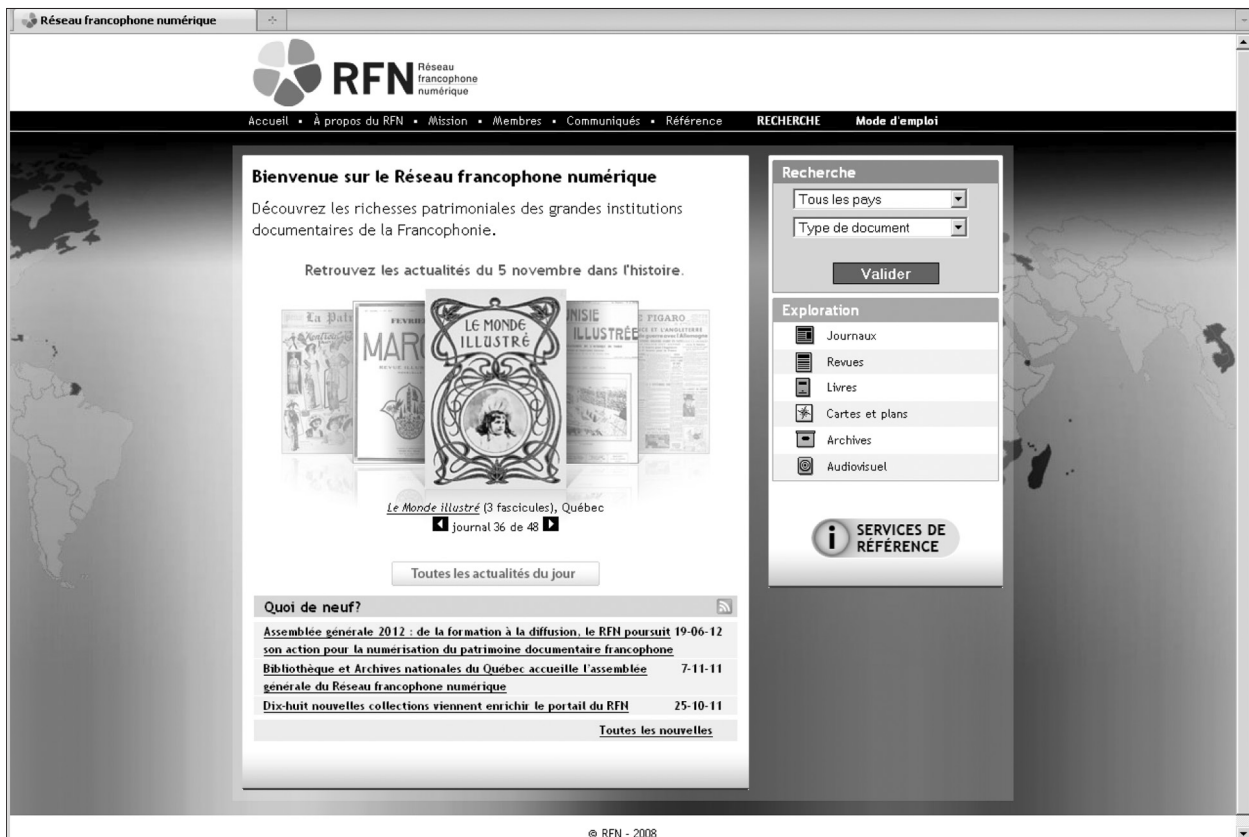 Réseau francophone numérique
RFN
Réseau
francophone
numérique
Accueil • À propos du RFN • Mission • Membres • Communiqués • Référence RECHERCHE Mode d'emploi
Bienvenue sur le Réseau francophone numérique
Découvrez les richesses patrimoniales des grandes institutions
documentaires de la Francophonie.
Retrouvez les actualités du 5 novembre dans l'histoire.
La
FEVRIE
MAR
LE MONDE
ILLUSTRÉ
NISIE
ILLUSTRÉE
FIGARO
Le Monde illustré (3 fascicules), Québec
journal 36 de 48
Toutes les actualités du jour
Quoi de neuf?
Assemblée générale 2012 : de la formation à la diffusion, le RFN poursuit 19-06-12
son action pour la numérisation du patrimoine documentaire francophone
Bibliothèque et Archives nationales du Québec accueille l'assemblée 7-11-11
générale du Réseau francophone numérique
Dix-huit nouvelles collections viennent enrichir le portail du RFN 25-10-11
Toutes les nouvelles
Recherche
Tous les pays
Type de document
Valider
Exploration
Journaux
Revues
Livres
Cartes et plans
Archives
Audiovisuel
i SERVICES DE
RÉFÉRENCE
© RFN - 2008